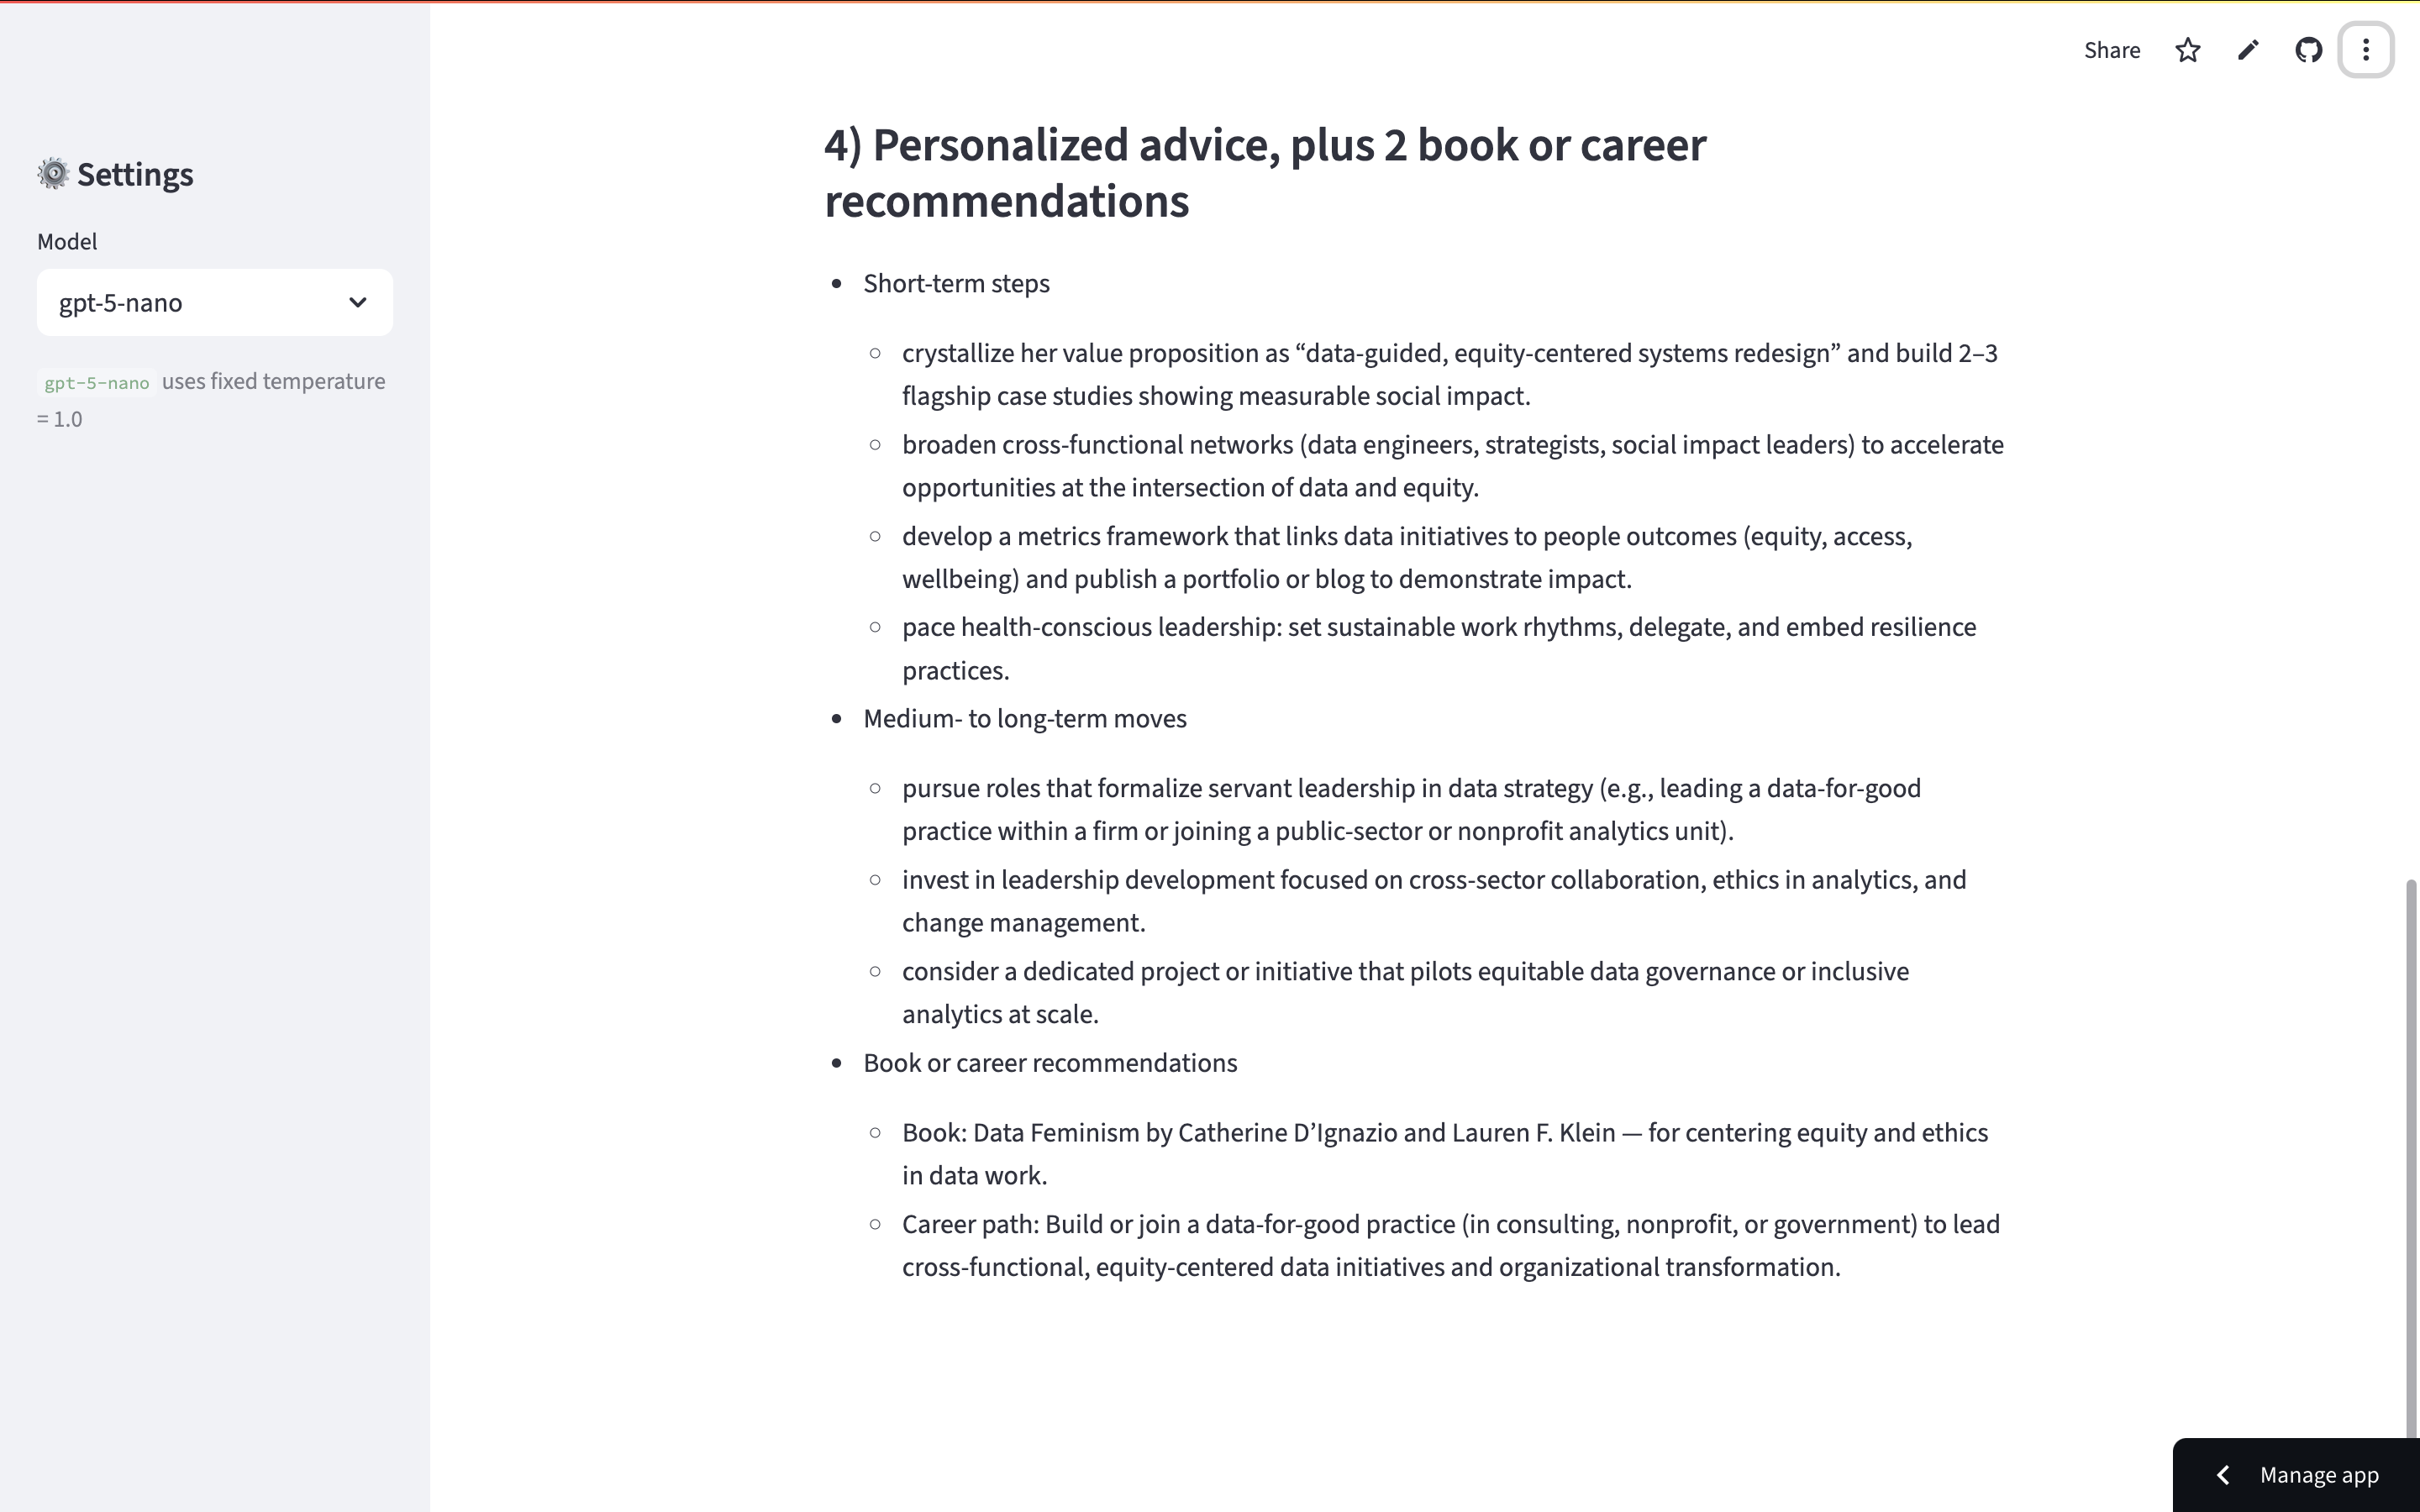 Share
⚙️ Settings
Model
gpt-5-nano
gpt-5-nano uses fixed temperature
= 1.0
4) Personalized advice, plus 2 book or career
recommendations
• Short-term steps
○ crystallize her value proposition as “data-guided, equity-centered systems redesign” and build 2–3
flagship case studies showing measurable social impact.
○ broaden cross-functional networks (data engineers, strategists, social impact leaders) to accelerate
opportunities at the intersection of data and equity.
○ develop a metrics framework that links data initiatives to people outcomes (equity, access,
wellbeing) and publish a portfolio or blog to demonstrate impact.
○ pace health-conscious leadership: set sustainable work rhythms, delegate, and embed resilience
practices.
• Medium- to long-term moves
○ pursue roles that formalize servant leadership in data strategy (e.g., leading a data-for-good
practice within a firm or joining a public-sector or nonprofit analytics unit).
○ invest in leadership development focused on cross-sector collaboration, ethics in analytics, and
change management.
○ consider a dedicated project or initiative that pilots equitable data governance or inclusive
analytics at scale.
• Book or career recommendations
○ Book: Data Feminism by Catherine D’Ignazio and Lauren F. Klein — for centering equity and ethics
in data work.
○ Career path: Build or join a data-for-good practice (in consulting, nonprofit, or government) to lead
cross-functional, equity-centered data initiatives and organizational transformation.
Manage app